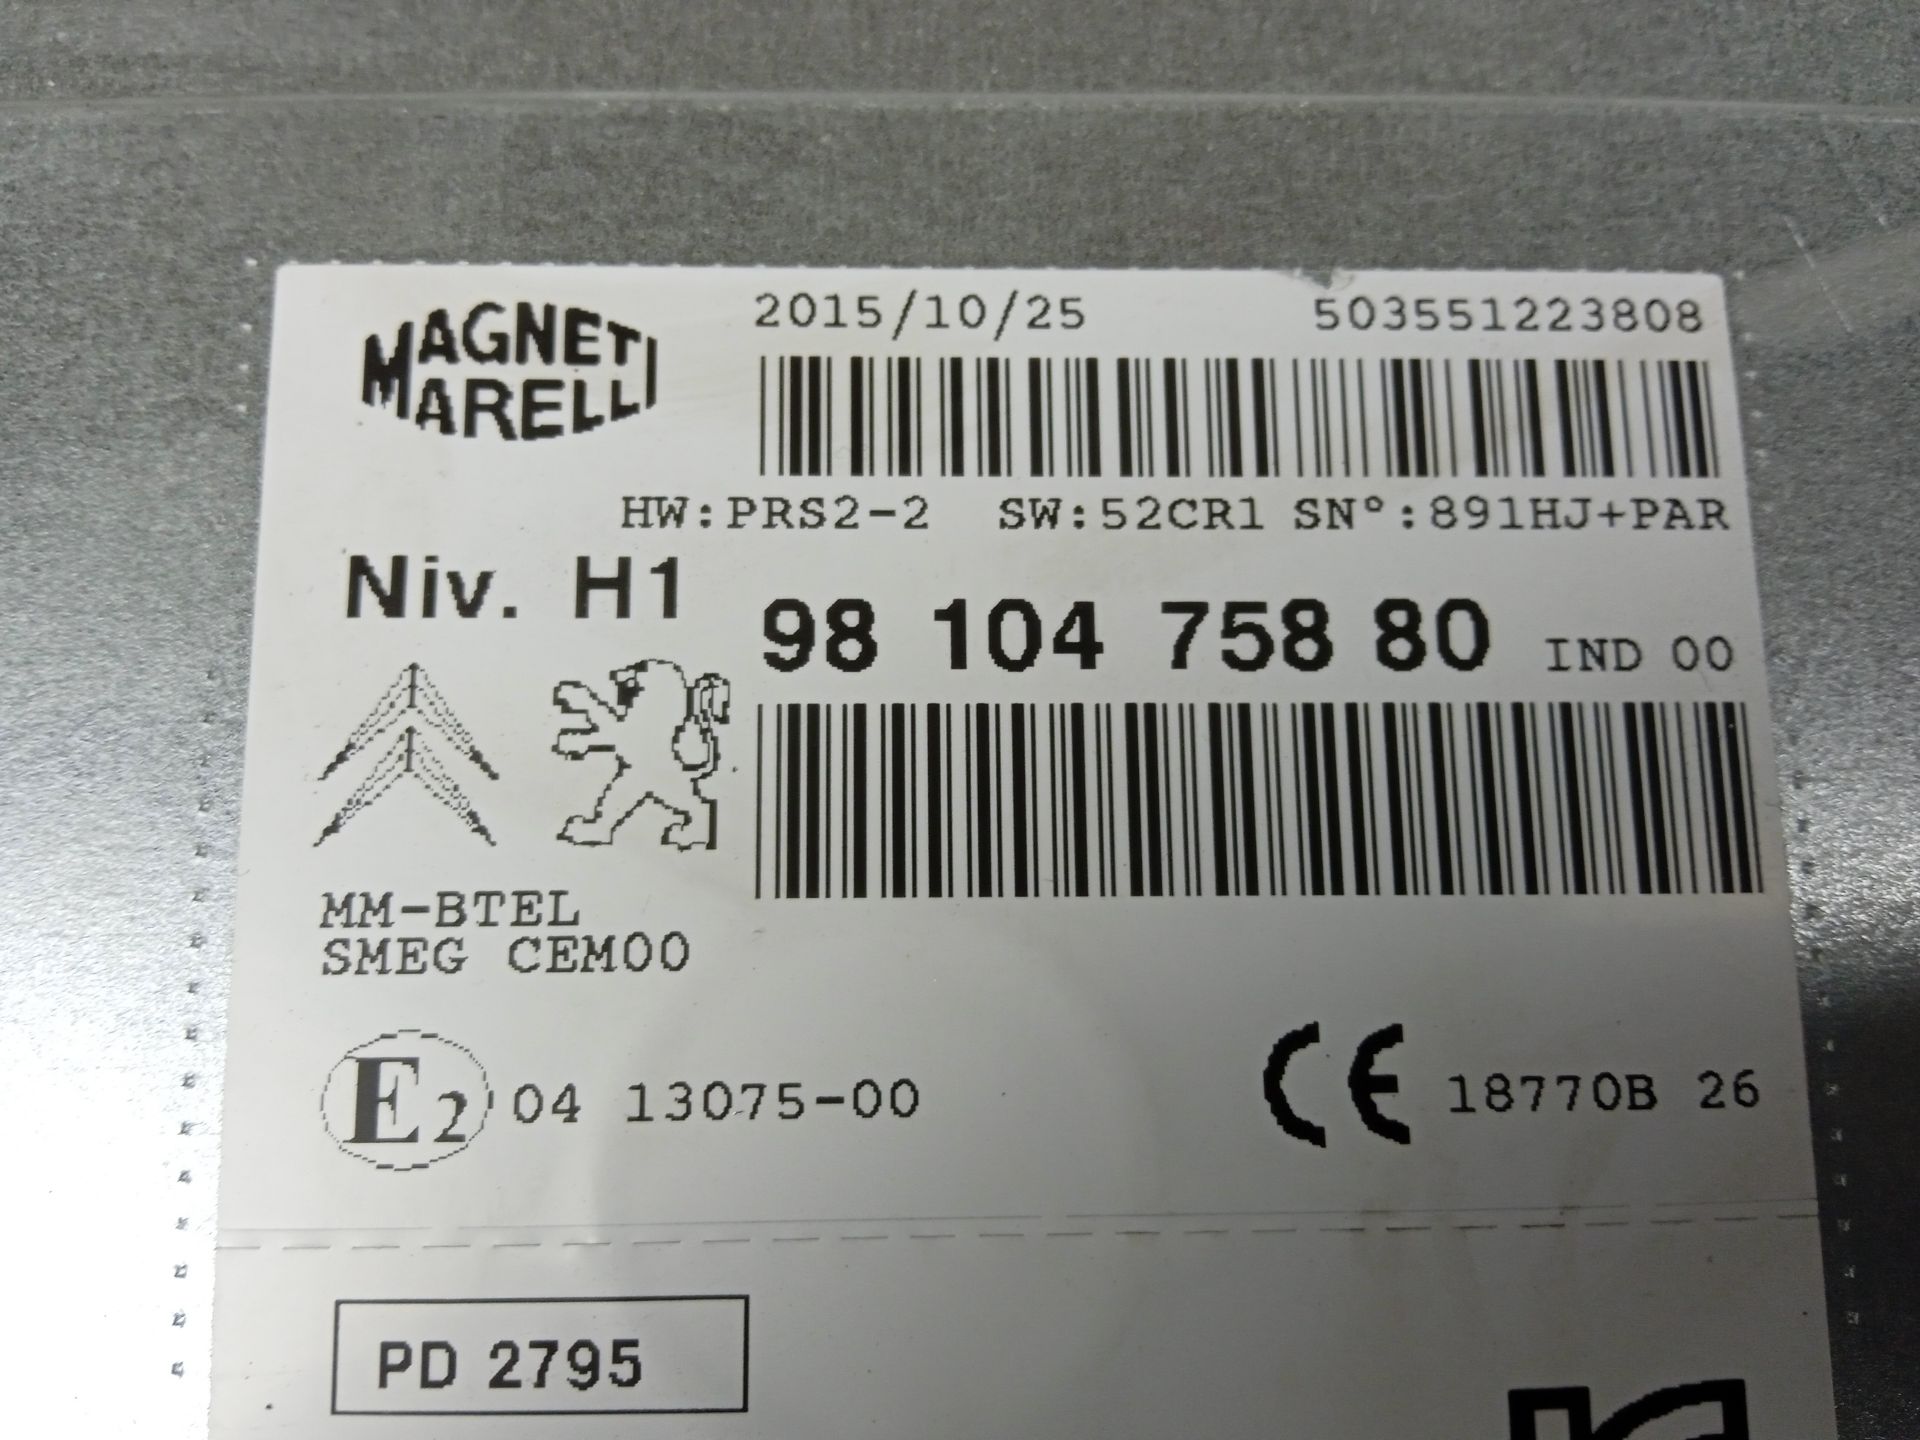 MAGNETI
MARELLI
2015/10/25 503551223808
HW:PRS2-2 SW:52CR1 SN°:891HJ+PAR
Niv. H1
98 104 758 80 IND 00
MM-BTEL
SMEG CEM00
E2 04 13075-00
CE 18770B 26
PD 2795